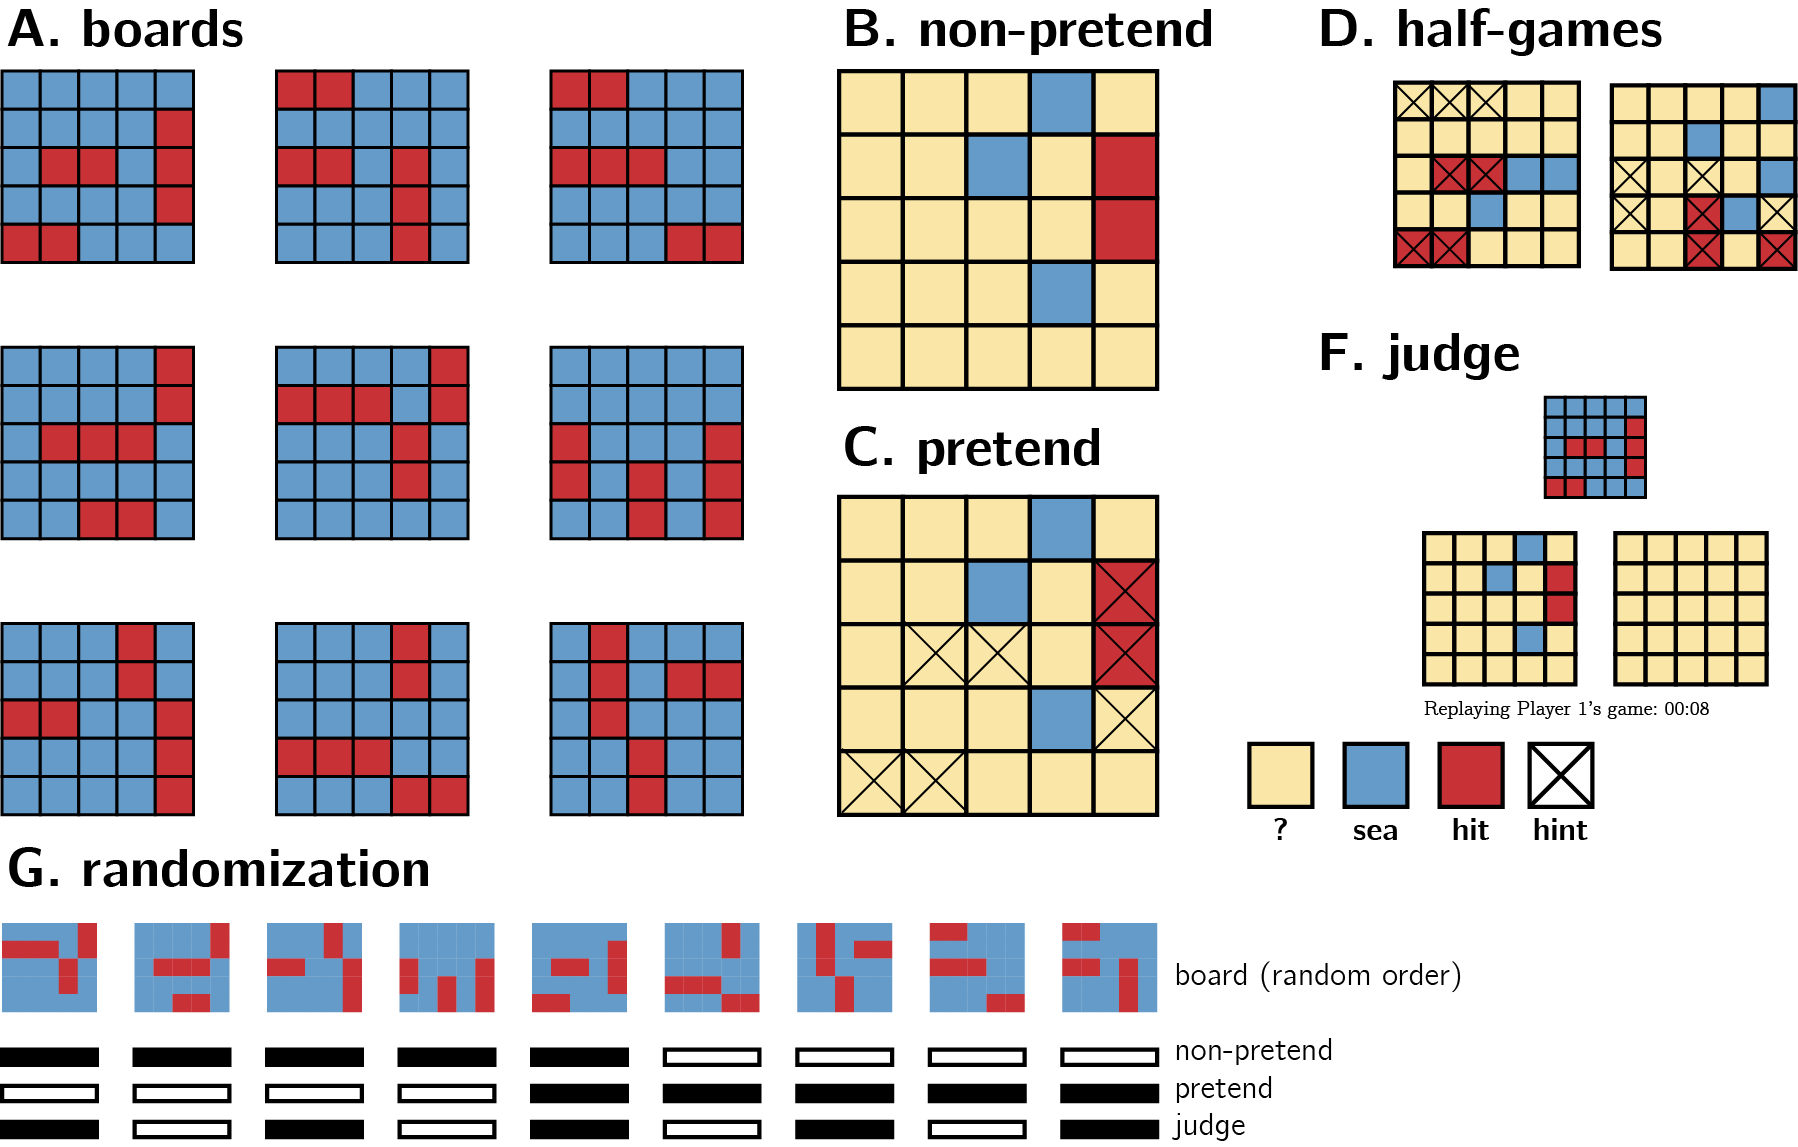 A. boards
B. non-pretend
D. half-games
C. pretend
F. judge
Replaying Player 1's game: 00:08
?
sea
hit
hint
G. randomization
board (random order)
non-pretend
pretend
judge